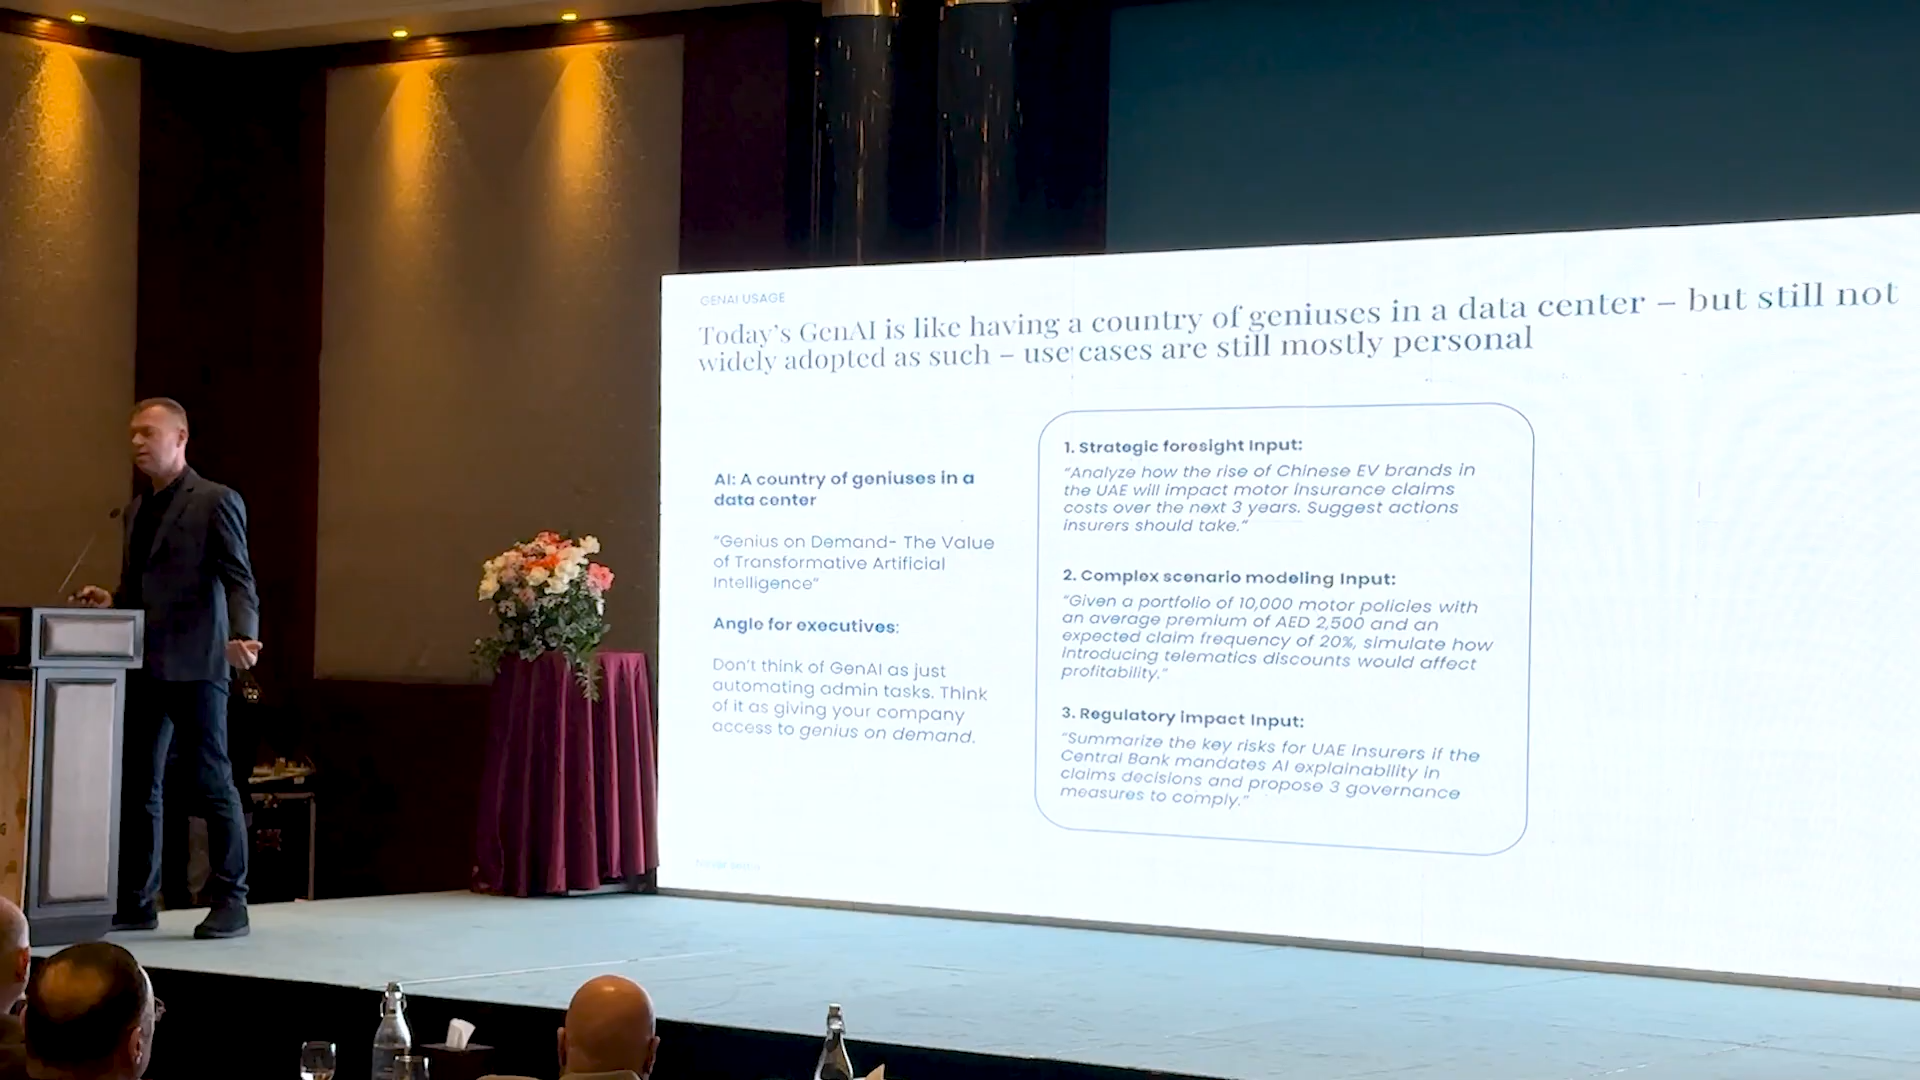 GENAI USAGE
Today's GenAI is like having a country of geniuses in a data center – but still not
widely adopted as such – use cases are still mostly personal
AI: A country of geniuses in a
data center
"Genius on Demand- The Value
of Transformative Artificial
Intelligence"
Angle for executives:
Don't think of GenAI as just
automating admin tasks. Think
of it as giving your company
access to genius on demand.
1. Strategic foresight Input:
"Analyze how the rise of Chinese EV brands in
the UAE will impact motor insurance claims
costs over the next 3 years. Suggest actions
insurers should take."
2. Complex scenario modeling Input:
"Given a portfolio of 10,000 motor policies with
an average premium of AED 2,500 and an
expected claim frequency of 20%, simulate how
introducing telematics discounts would affect
profitability."
3. Regulatory impact Input:
"Summarize the key risks for UAE insurers if the
Central Bank mandates AI explainability in
claims decisions and propose 3 governance
measures to comply."